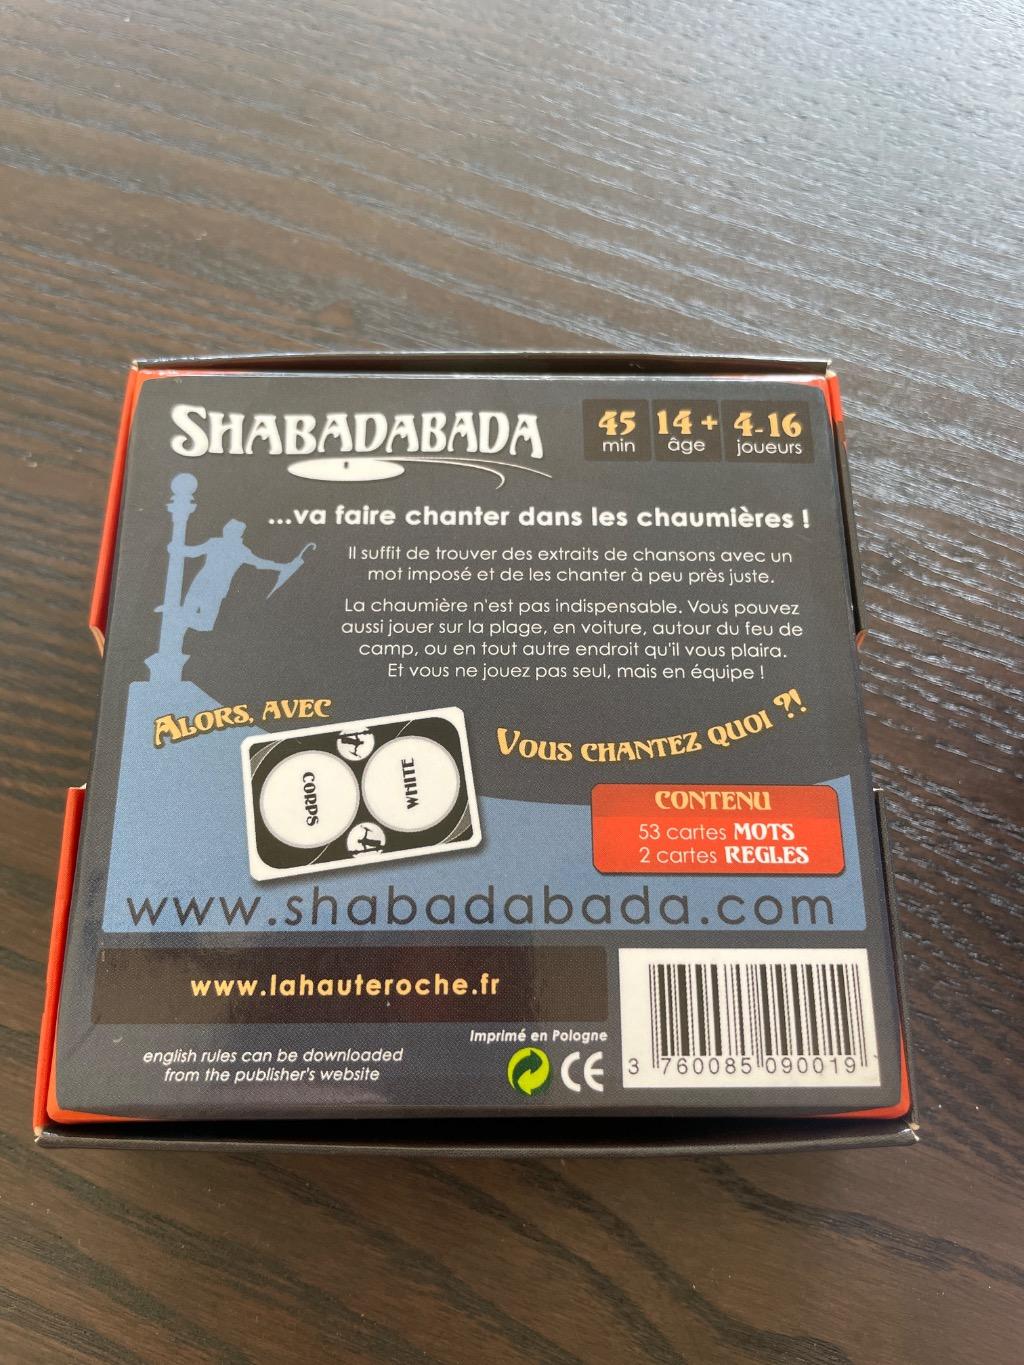 SHABADABADA
45 min
14 + âge
4-16 joueurs
...va faire chanter dans les chaumières !
Il suffit de trouver des extraits de chansons avec un
mot imposé et de les chanter à peu près juste.
La chaumière n'est pas indispensable. Vous pouvez
aussi jouer sur la plage, en voiture, autour du feu de
camp, ou en tout autre endroit qu'il vous plaira.
Et vous ne jouez pas seul, mais en équipe !
ALORS, AVEC
CORPS
WHITE
VOUS CHANTEZ QUOI ?!
CONTENU
53 cartes MOTS
2 cartes REGLES
www.shabadabada.com
www.lahauteroche.fr
english rules can be downloaded
from the publisher's website
Imprimé en Pologne
CE
3 760085 090019